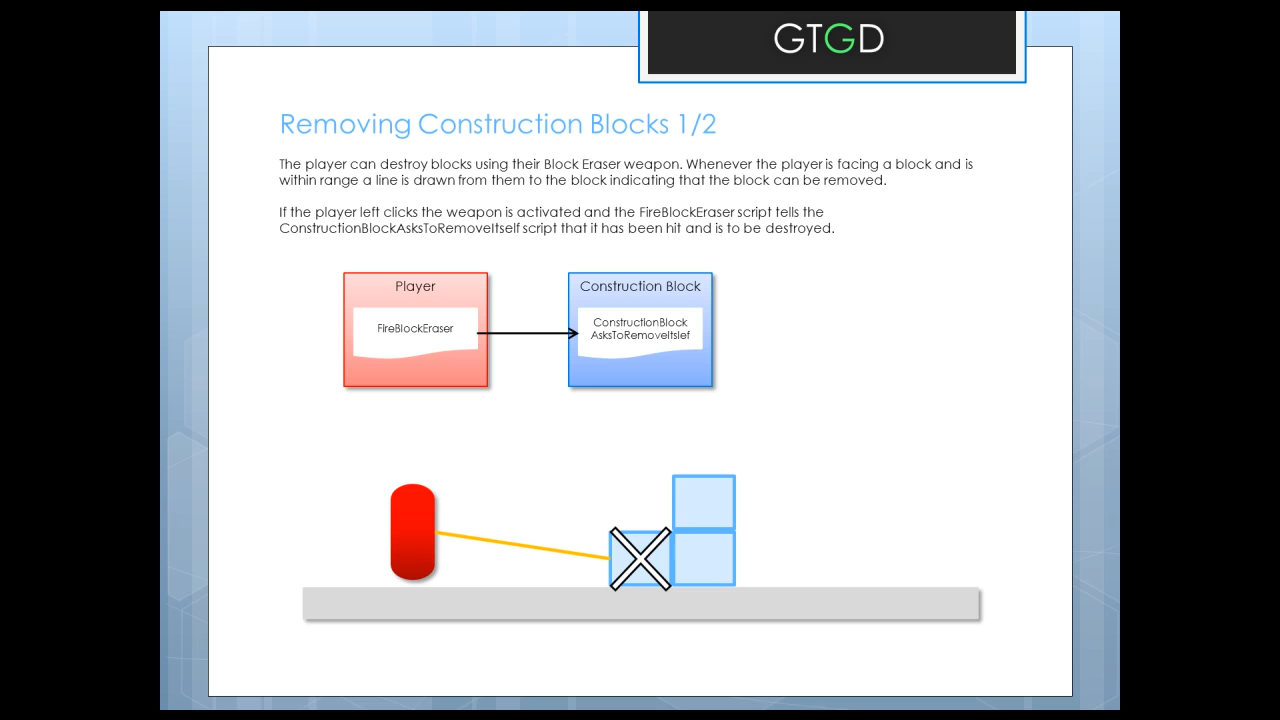 GTGD
Removing Construction Blocks 1/2
The player can destroy blocks using their Block Eraser weapon. Whenever the player is facing a block and is
within range a line is drawn from them to the block indicating that the block can be removed.
If the player left clicks the weapon is activated and the FireBlockEraser script tells the
ConstructionBlockAsksToRemoveItself script that it has been hit and is to be destroyed.
Player
FireBlockEraser
Construction Block
ConstructionBlock
AsksToRemoveItslef